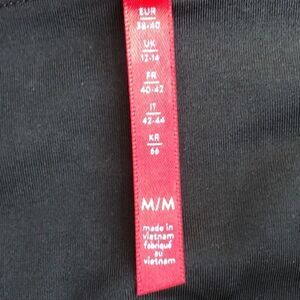 EUR
38-40
UK
12-14
FR
40-42
IT
42-44
KR
66
M/M
made in
vietnam
fabriqué
au
vietnam